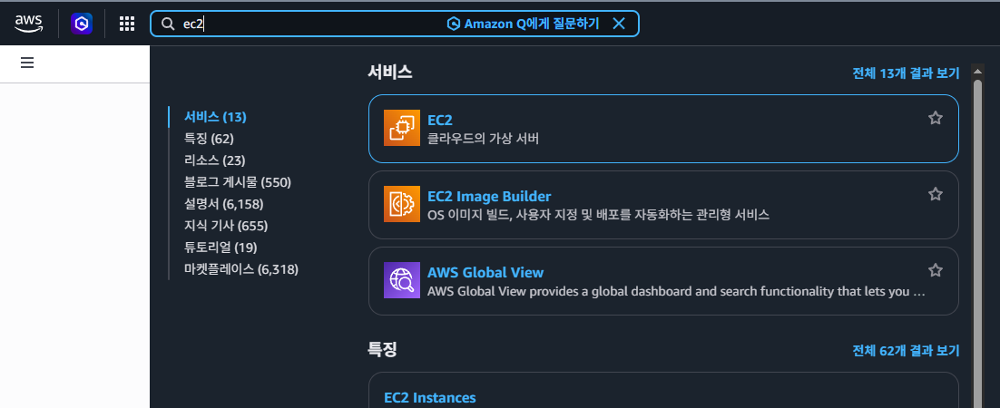 aws
ec2
Amazon Q에게 질문하기
서비스 (13)
특징 (62)
리소스 (23)
블로그 게시물 (550)
설명서 (6,158)
지식 기사 (655)
튜토리얼 (19)
마켓플레이스 (6,318)
서비스
전체 13개 결과 보기
EC2
클라우드의 가상 서버
EC2 Image Builder
OS 이미지 빌드, 사용자 지정 및 배포를 자동화하는 관리형 서비스
AWS Global View
AWS Global View provides a global dashboard and search functionality that lets you ...
특징
전체 62개 결과 보기
EC2 Instances